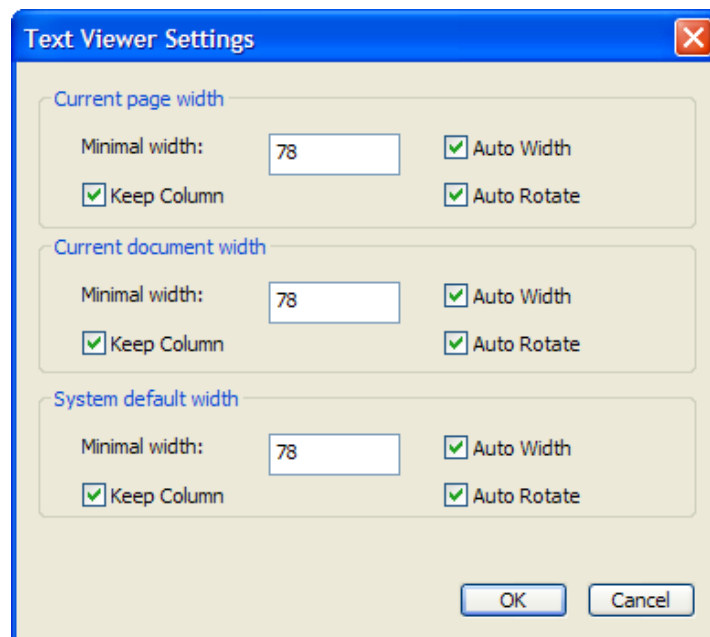 Text Viewer Settings
Current page width
Minimal width: 78 Auto Width
Keep Column Auto Rotate
Current document width
Minimal width: 78 Auto Width
Keep Column Auto Rotate
System default width
Minimal width: 78 Auto Width
Keep Column Auto Rotate
OK Cancel